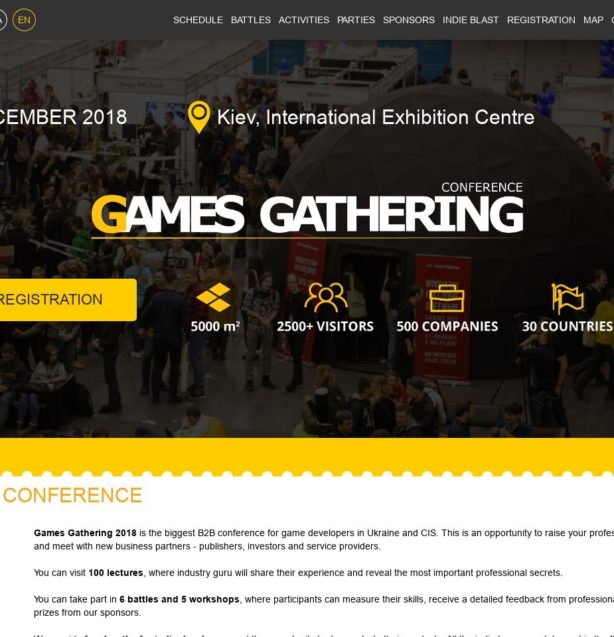 EN
SCHEDULE BATTLES ACTIVITIES PARTIES SPONSORS INDIE BLAST REGISTRATION MAP
CEMBER 2018 Kiev, International Exhibition Centre
CONFERENCE
GAMES GATHERING
REGISTRATION
5000 m² 2500+ VISITORS 500 COMPANIES 30 COUNTRIES
CONFERENCE
Games Gathering 2018 is the biggest B2B conference for game developers in Ukraine and CIS. This is an opportunity to raise your profes
and meet with new business partners - publishers, investors and service providers.
You can visit 100 lectures, where industry guru will share their experience and reveal the most important professional secrets.
You can take part in 6 battles and 5 workshops, where participants can measure their skills, receive a detailed feedback from professiona
prizes from our sponsors.